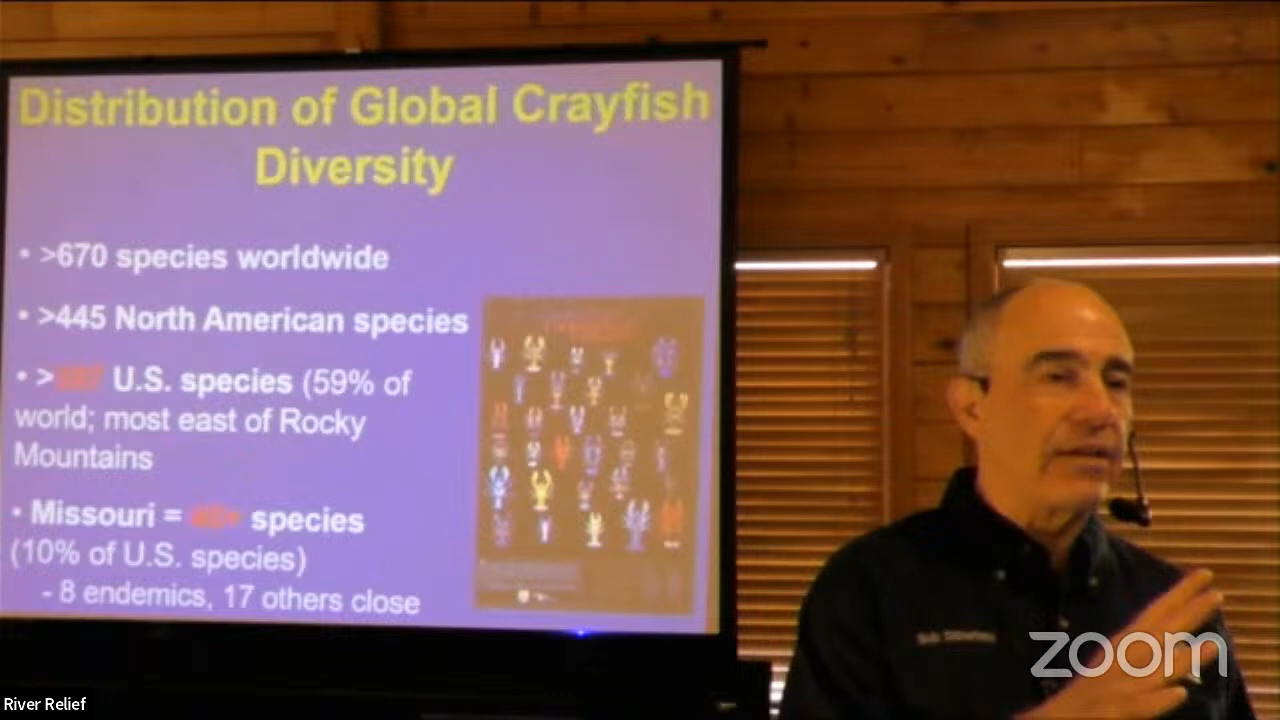 Distribution of Global Crayfish
Diversity
• >670 species worldwide
• >445 North American species
• > U.S. species (59% of
world; most east of Rocky
Mountains
• Missouri = 40+ species
(10% of U.S. species)
- 8 endemics, 17 others close
zoom
River Relief